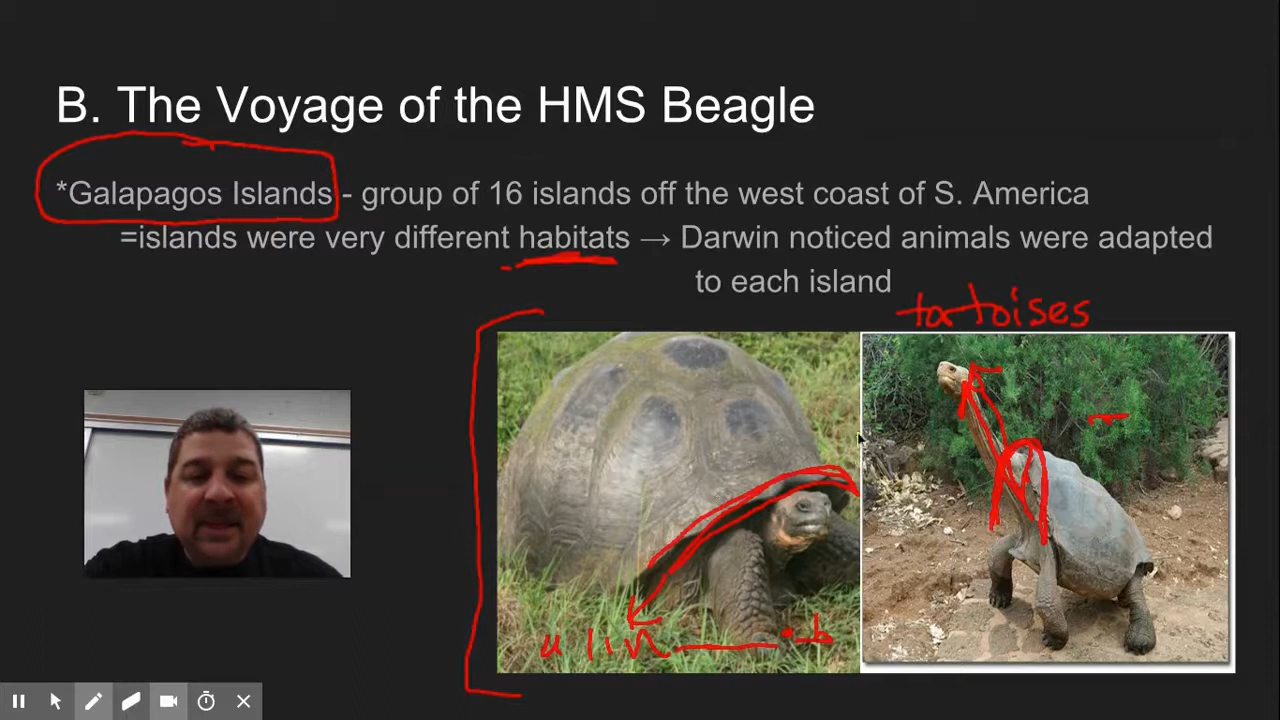 B. The Voyage of the HMS Beagle
*Galapagos Islands - group of 16 islands off the west coast of S. America
=islands were very different habitats → Darwin noticed animals were adapted
to each island
tortoises